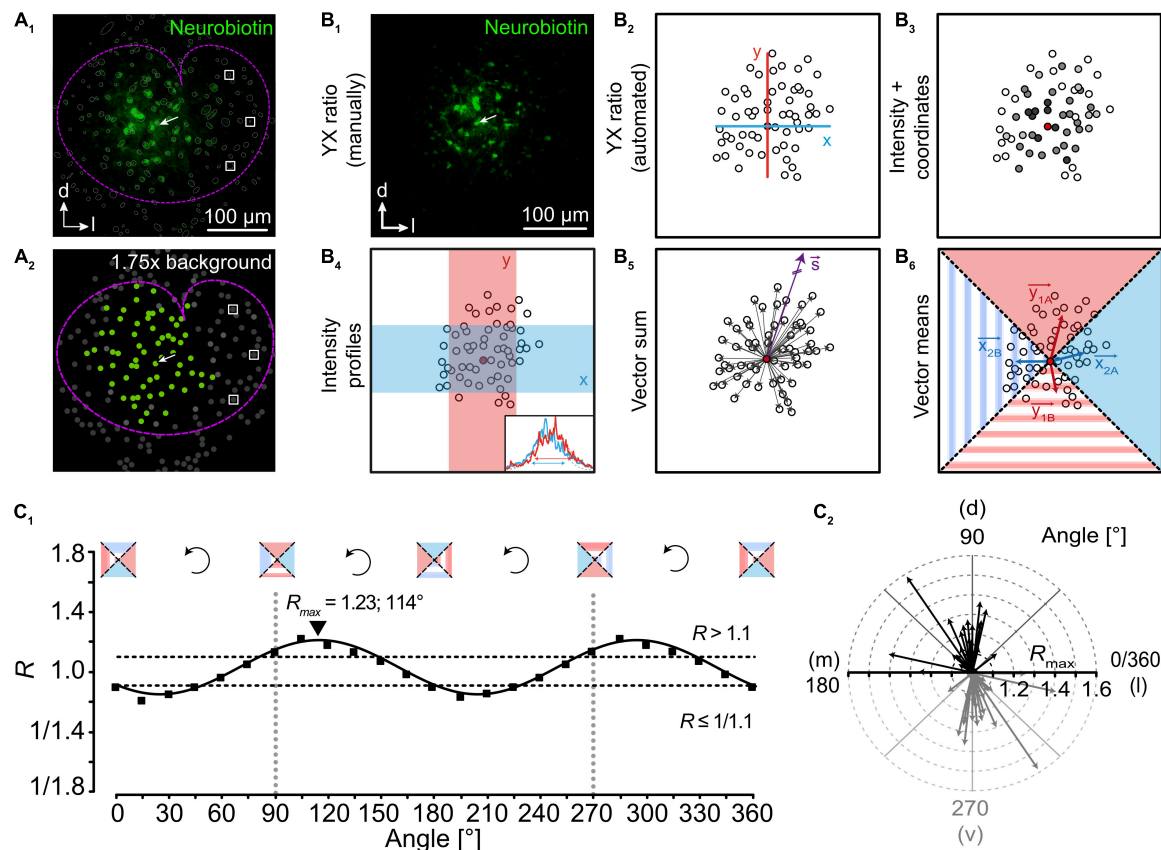 A1
Neurobiotin
d
l
100 µm
B1
YX ratio
(manually)
Neurobiotin
d
l
100 µm
B2
YX ratio
(automated)
y
x
B3
Intensity +
coordinates
A2
1.75x background
B4
Intensity
profiles
y
x
B5
Vector sum
s
B6
Vector means
y1A
x2B
x2A
y1B
C1
R
1.8
1.4
1.0
1/1.4
1/1.8
Rmax = 1.23; 114°
R > 1.1
R ≤ 1/1.1
0 30 60 90 120 150 180 210 240 270 300 330 360
Angle [°]
C2
(d)
90
Angle [°]
(m)
180
Rmax
0/360
(l)
1.2 1.4 1.6
270
(v)